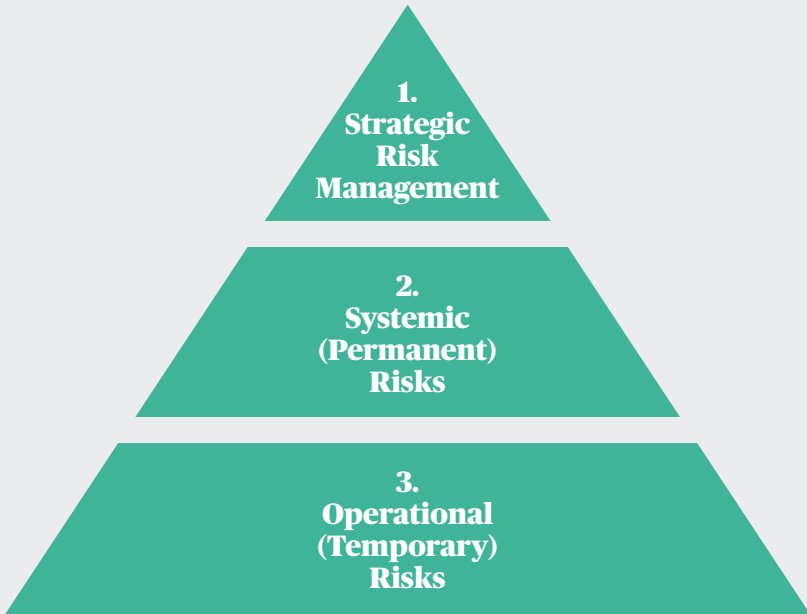 1.
Strategic
Risk
Management
2.
Systemic
(Permanent)
Risks
3.
Operational
(Temporary)
Risks